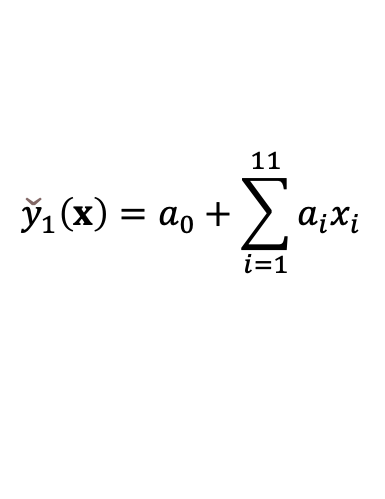 y̌₁(𝐱) = a₀ + ∑_{i=1}^{11} aᵢxᵢ